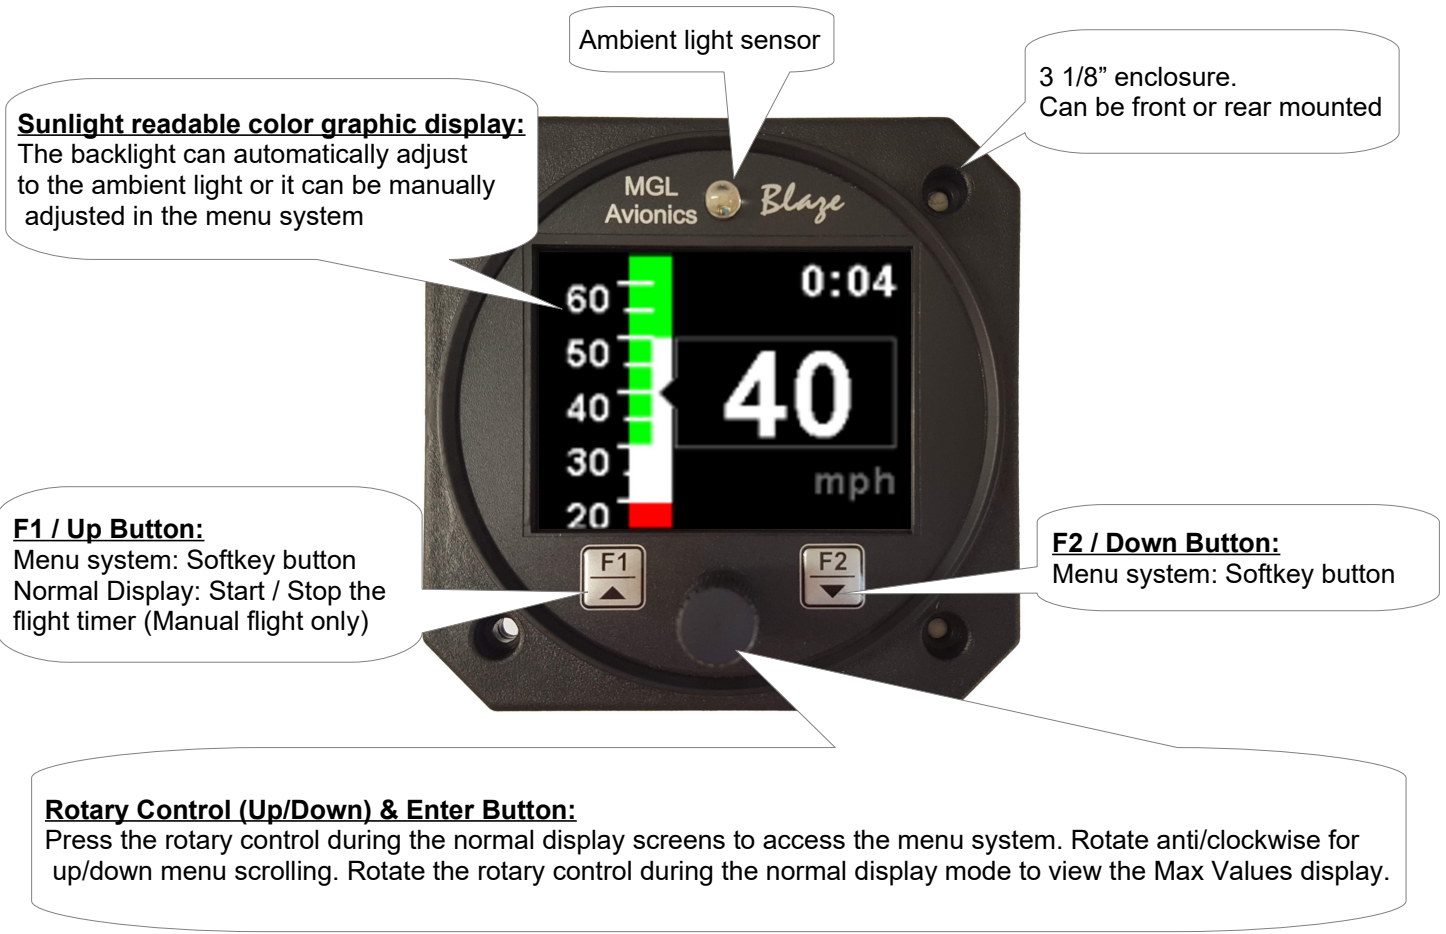 Ambient light sensor
3 1/8” enclosure.
Can be front or rear mounted
Sunlight readable color graphic display:
The backlight can automatically adjust
to the ambient light or it can be manually
adjusted in the menu system
MGL
Avionics
Blaze
0:04
60
50
40
30
20
40
mph
F1 / Up Button:
Menu system: Softkey button
Normal Display: Start / Stop the
flight timer (Manual flight only)
F1
F2
F2 / Down Button:
Menu system: Softkey button
Rotary Control (Up/Down) & Enter Button:
Press the rotary control during the normal display screens to access the menu system. Rotate anti/clockwise for
up/down menu scrolling. Rotate the rotary control during the normal display mode to view the Max Values display.